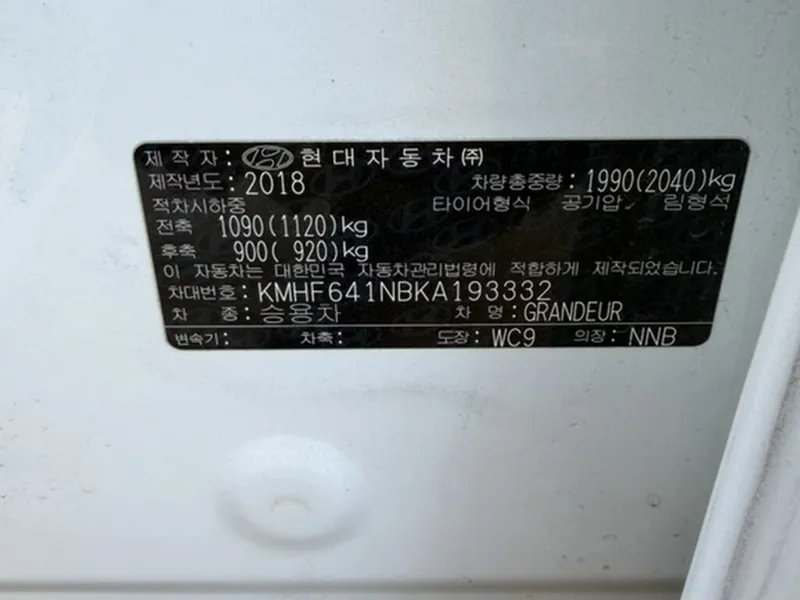 제 작 자 : 현대자동차㈜
제작년도 : 2018 차량총중량 : 1990(2040)kg
적차시하중 타이어형식 공기압 림형식
전축 1090(1120)kg
후축 900( 920)kg
이 자동차는 대한민국 자동차관리법령에 적합하게 제작되었습니다.
차대번호 : KMHF641NBKA193332
차 종 : 승용차 차 명 : GRANDEUR
변속기 : 차축 : 도장 : WC9 의장 : NNB